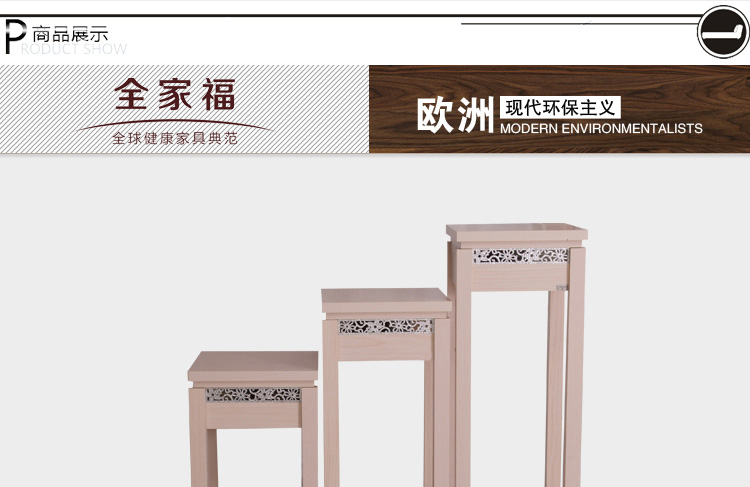 P 商品展示
RODUCT SHOW
全家福
全球健康家具典范
欧洲 现代环保主义
MODERN ENVIRONMENTALISTS